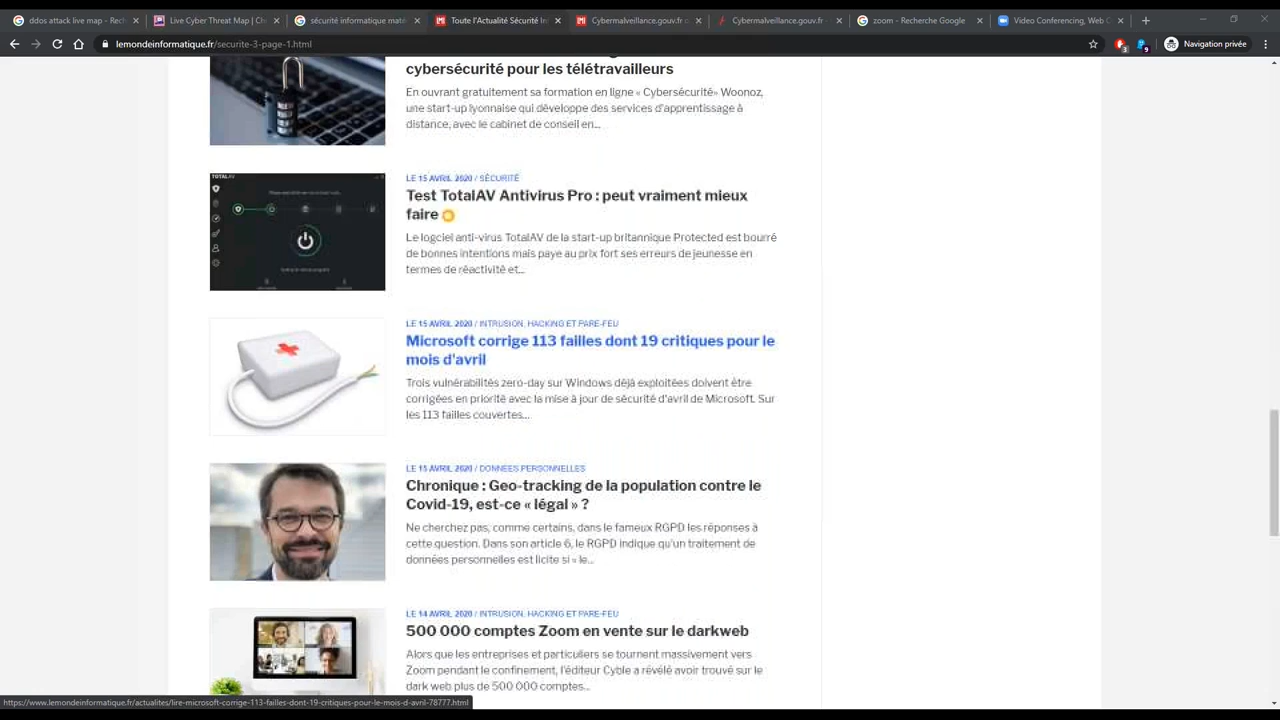 ddos attack live map - Rech
Live Cyber Threat Map | Ch
sécurité informatique maté
Toute l'Actualité Sécurité In
Cybermalveillance.gouv.fr o
Cybermalveillance.gouv.fr -
zoom - Recherche Google
Video Conferencing, Web C
lemondeinformatique.fr/securite-3-page-1.html
3
9
Navigation privée
cybersécurité pour les télétravailleurs
En ouvrant gratuitement sa formation en ligne « Cybersécurité» Woonoz,
une start-up lyonnaise qui développe des services d'apprentissage à
distance, avec le cabinet de conseil en...
TOTALAV
LE 15 AVRIL 2020 / SÉCURITÉ
Test TotalAV Antivirus Pro : peut vraiment mieux
faire
Le logciel anti-virus TotalAV de la start-up britannique Protected est bourré
de bonnes intentions mais paye au prix fort ses erreurs de jeunesse en
termes de réactivité et...
LE 15 AVRIL 2020 / INTRUSION, HACKING ET PARE-FEU
Microsoft corrige 113 failles dont 19 critiques pour le
mois d'avril
Trois vulnérabilités zero-day sur Windows déjà exploitées doivent être
corrigées en priorité avec la mise à jour de sécurité d'avril de Microsoft. Sur
les 113 failles couvertes...
LE 15 AVRIL 2020 / DONNÉES PERSONNELLES
Chronique : Geo-tracking de la population contre le
Covid-19, est-ce « légal » ?
Ne cherchez pas, comme certains, dans le fameux RGPD les réponses à
cette question. Dans son article 6, le RGPD indique qu'un traitement de
données personnelles est licite si « le...
LE 14 AVRIL 2020 / INTRUSION, HACKING ET PARE-FEU
500 000 comptes Zoom en vente sur le darkweb
Alors que les entreprises et particuliers se tournent massivement vers
Zoom pendant le confinement, l'éditeur Cyble a révélé avoir trouvé sur le
dark web plus de 500 000 comptes...
https://www.lemondeinformatique.fr/actualites/lire-microsoft-corrige-113-failles-dont-19-critiques-pour-le-mois-d-avril-78777.html